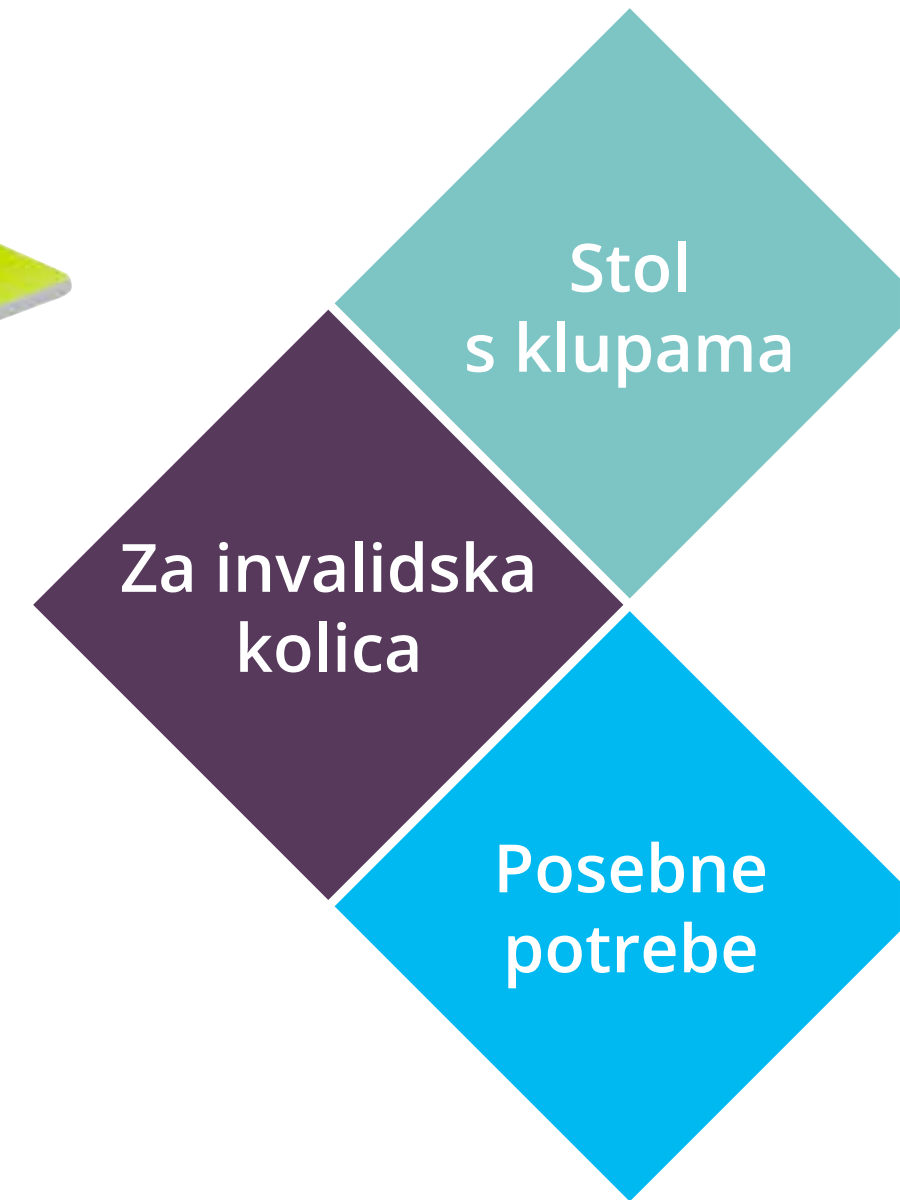 Stol
s klupama
Za invalidska
kolica
Posebne
potrebe